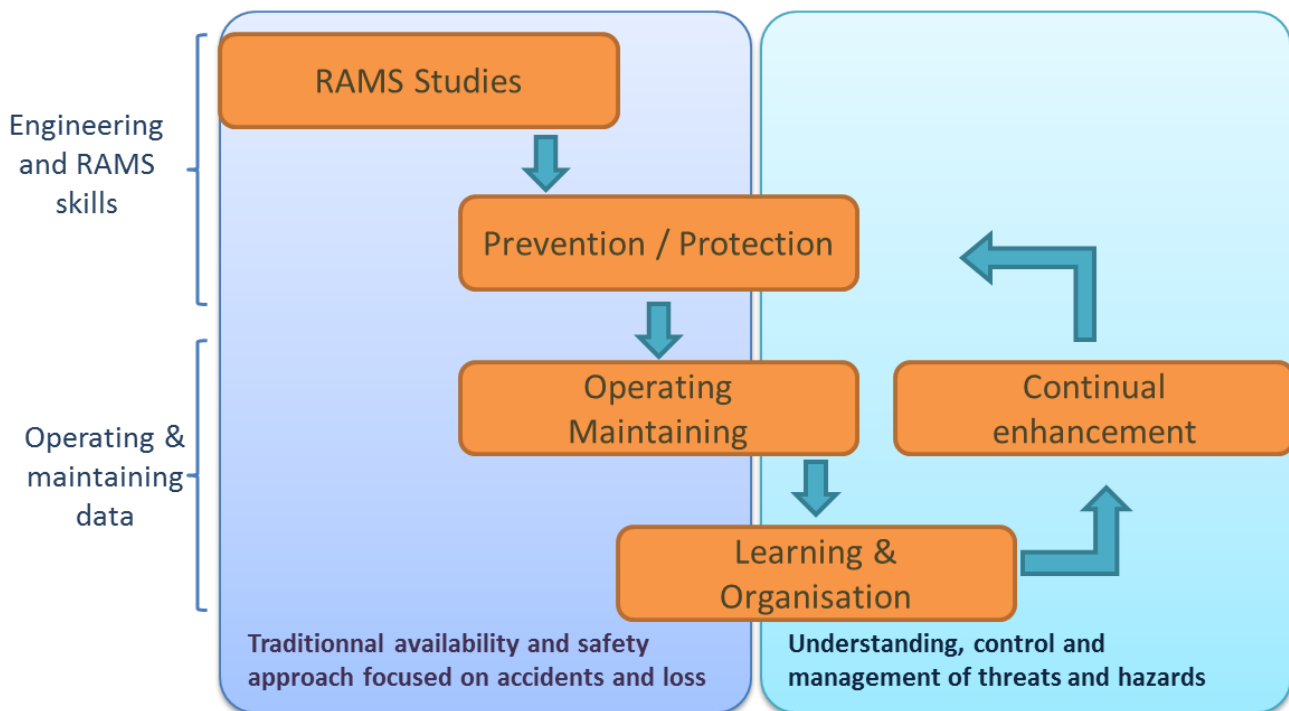 RAMS Studies
Engineering
and RAMS
skills
Prevention / Protection
Operating
Maintaining
Continual
enhancement
Operating &
maintaining
data
Learning &
Organisation
Traditionnal availability and safety
approach focused on accidents and loss
Understanding, control and
management of threats and hazards